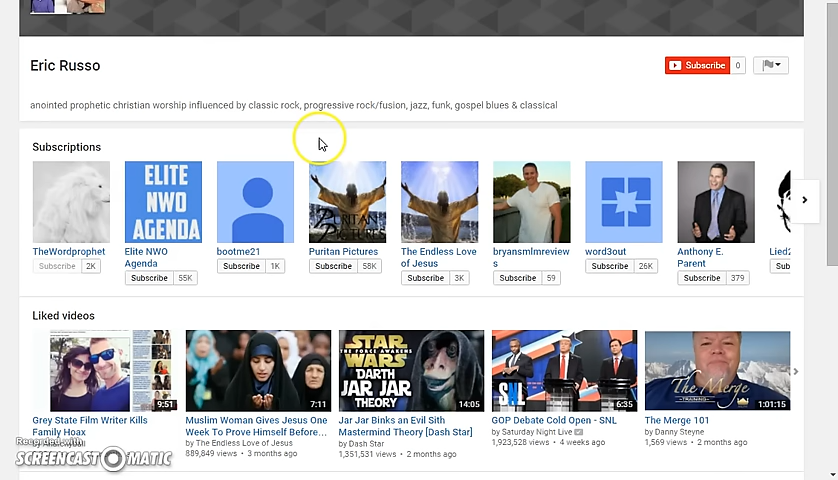 Eric Russo
Subscribe 0
anointed prophetic christian worship influenced by classic rock, progressive rock/fusion, jazz, funk, gospel blues & classical
Subscriptions
ELITE
NWO
AGENDA
PURITAN
PICTURES
TheWordprophet
Elite NWO
Agenda
bootme21
Puritan Pictures
The Endless Love
of Jesus
bryansmlmreview
s
word3out
Anthony E.
Parent
Lied2
Subscribe 2K
Subscribe 55K
Subscribe 1K
Subscribe 58K
Subscribe 3K
Subscribe 59
Subscribe 26K
Subscribe 379
Sub
Liked videos
9:51
7:11
STAR
THE FORCE AWAKENS
WARS
DARTH
JAR JAR
THEORY
14:05
SNL
6:35
The Merge
TRAINING
1:01:15
Grey State Film Writer Kills
Family Hoax
Muslim Woman Gives Jesus One
Week To Prove Himself Before...
by The Endless Love of Jesus
889,849 views • 3 months ago
Jar Jar Binks an Evil Sith
Mastermind Theory [Dash Star]
by Dash Star
1,351,531 views • 2 months ago
GOP Debate Cold Open - SNL
by Saturday Night Live
1,923,528 views • 4 weeks ago
The Merge 101
by Danny Steyne
1,569 views • 2 months ago
Recorded with
SCREENCAST-O-MATIC